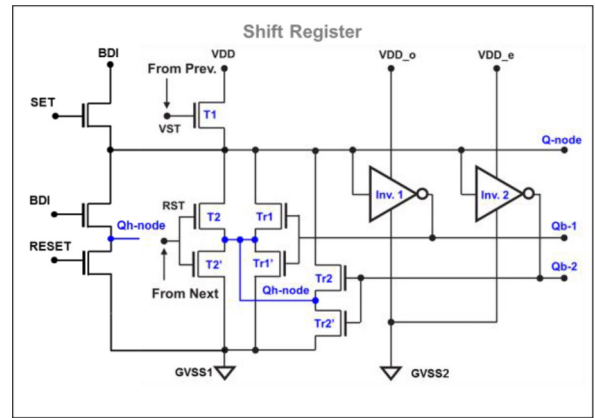 Shift Register
BDI
VDD
VDD_o
VDD_e
From Prev.
SET
T1
VST
Q-node
BDI
Inv. 1
Inv. 2
RST
T2
Tr1
Qh-node
Qb-1
RESET
T2'
Tr1'
Qb-2
Tr2
From Next
Qh-node
Tr2'
GVSS1
GVSS2